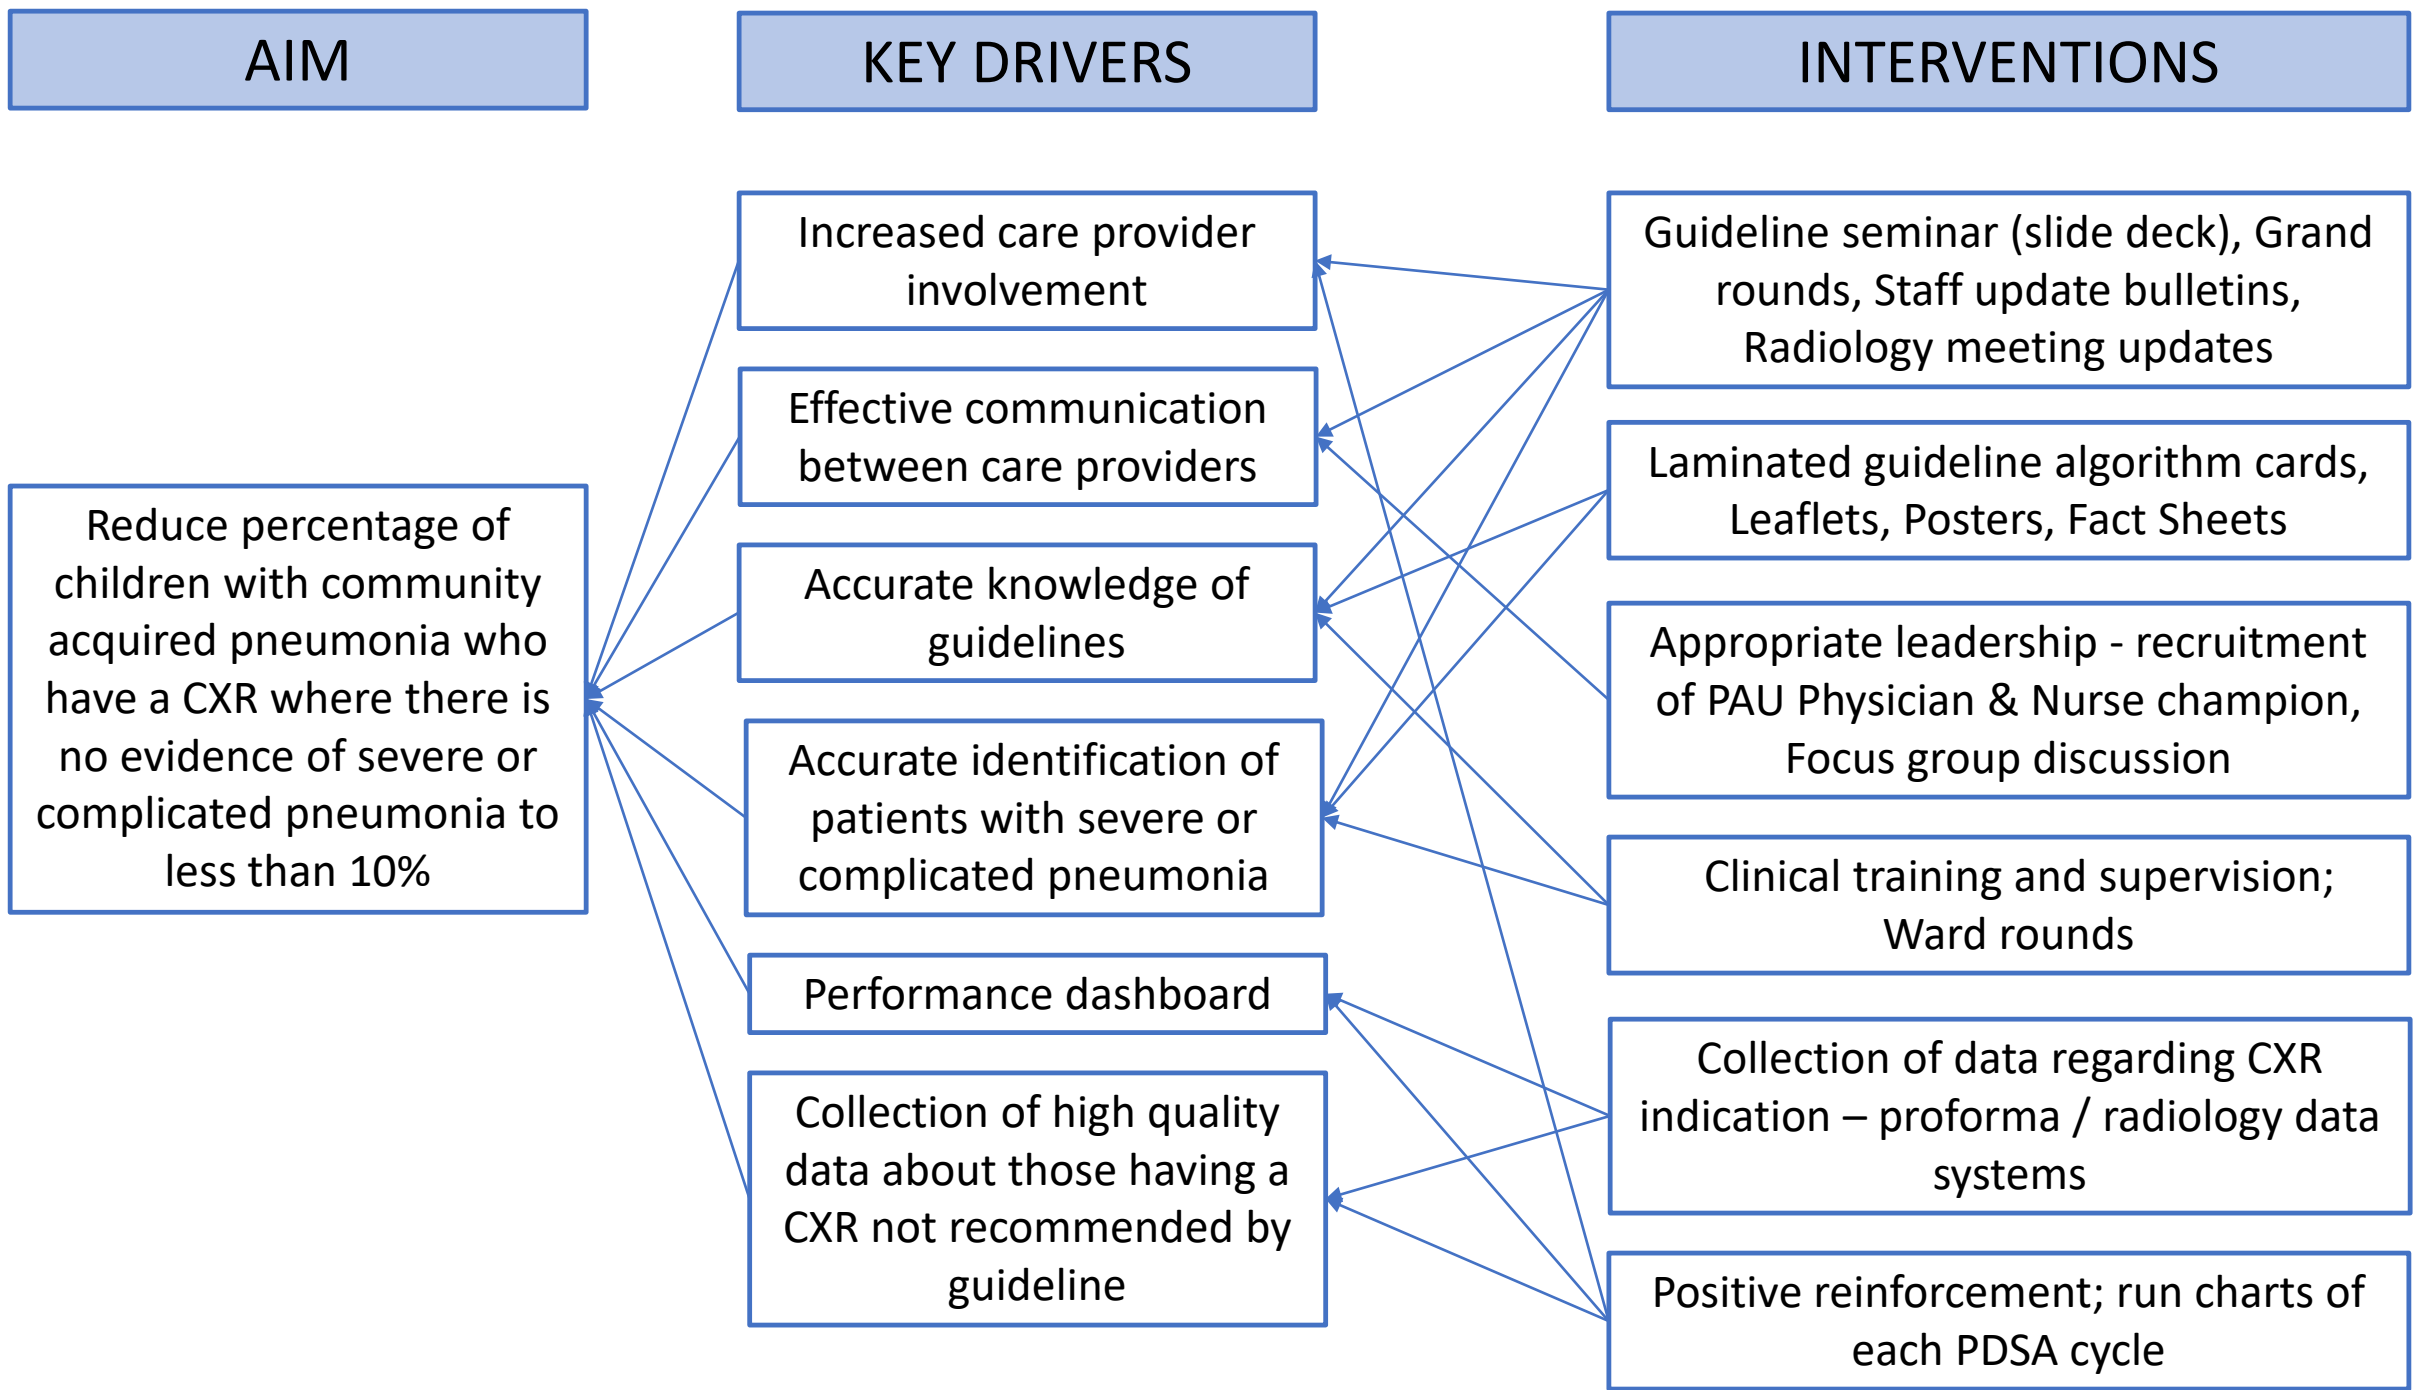 AIM
KEY DRIVERS
INTERVENTIONS
Reduce percentage of
children with community
acquired pneumonia who
have a CXR where there is
no evidence of severe or
complicated pneumonia to
less than 10%
Increased care provider
involvement
Effective communication
between care providers
Accurate knowledge of
guidelines
Accurate identification of
patients with severe or
complicated pneumonia
Performance dashboard
Collection of high quality
data about those having a
CXR not recommended by
guideline
Guideline seminar (slide deck), Grand
rounds, Staff update bulletins,
Radiology meeting updates
Laminated guideline algorithm cards,
Leaflets, Posters, Fact Sheets
Appropriate leadership - recruitment
of PAU Physician & Nurse champion,
Focus group discussion
Clinical training and supervision;
Ward rounds
Collection of data regarding CXR
indication – proforma / radiology data
systems
Positive reinforcement; run charts of
each PDSA cycle